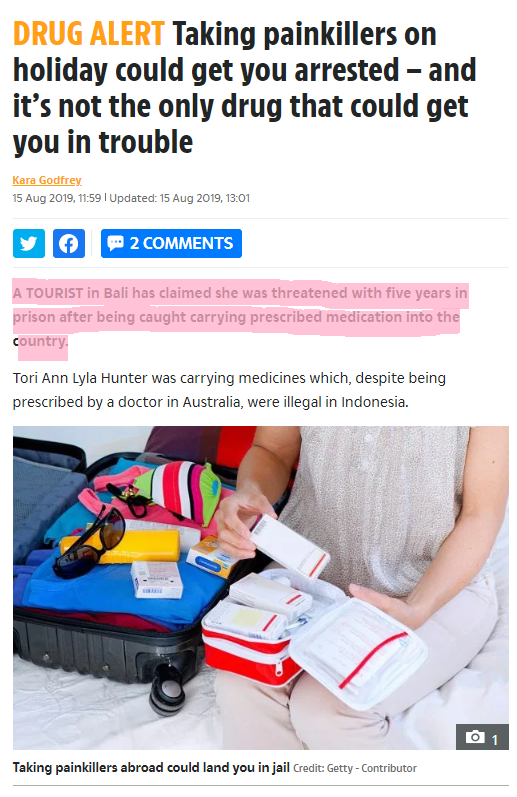 DRUG ALERT Taking painkillers on
holiday could get you arrested – and
it's not the only drug that could get
you in trouble
Kara Godfrey
15 Aug 2019, 11:59 | Updated: 15 Aug 2019, 13:01
2 COMMENTS
A TOURIST in Bali has claimed she was threatened with five years in
prison after being caught carrying prescribed medication into the
country.
Tori Ann Lyla Hunter was carrying medicines which, despite being
prescribed by a doctor in Australia, were illegal in Indonesia.
1
Taking painkillers abroad could land you in jail Credit: Getty - Contributor